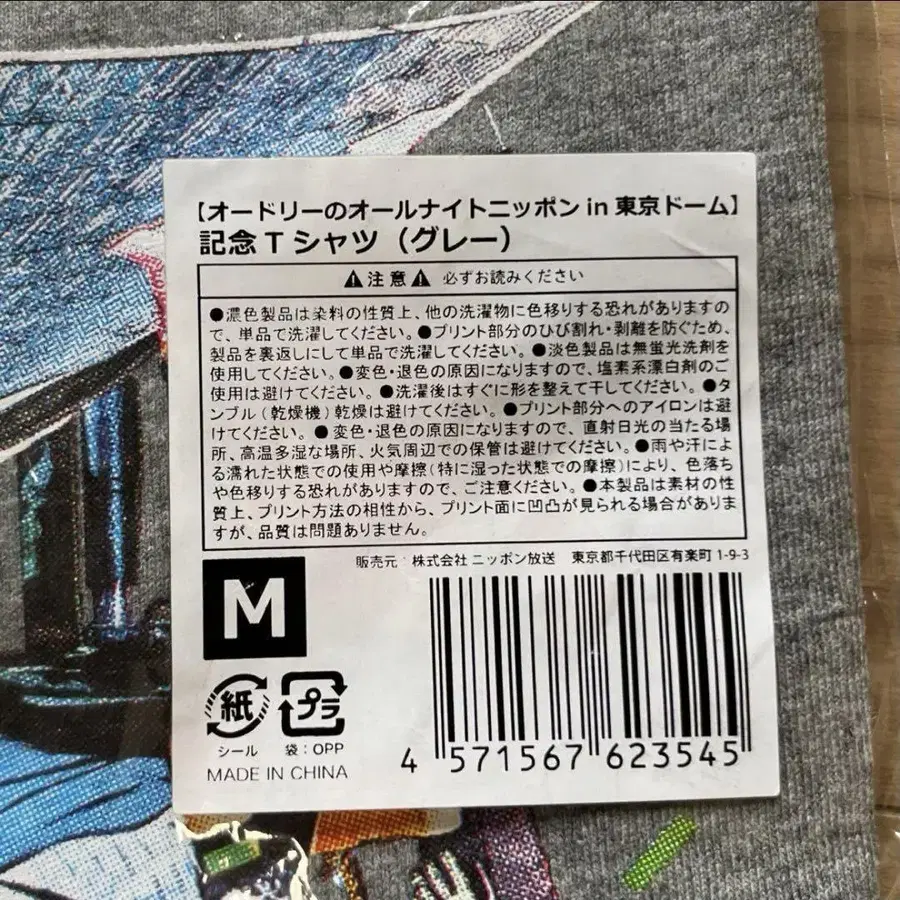 【オードリーのオールナイトニッポン in 東京ドーム】
記念Tシャツ（グレー）
⚠注意⚠ 必ずお読みください
●濃色製品は染料の性質上、他の洗濯物に色移りする恐れがありますの
で、単品で洗濯してください。●プリント部分のひび割れ・剥離を防ぐため、
製品を裏返しにして単品で洗濯してください。●淡色製品は無蛍光洗剤を
使用してください。●変色・退色の原因になりますので、塩素系漂白剤のご
使用は避けてください。●洗濯後はすぐに形を整えて干してください。●タ
ンブル（乾燥機）乾燥は避けてください。●プリント部分へのアイロンは避
けてください。●変色・退色の原因になりますので、直射日光の当たる場
所、高温多湿な場所、火気周辺での保管は避けてください。●雨や汗に
よる濡れた状態での使用や摩擦（特に湿った状態での摩擦）により、色落ち
や色移りする恐れがありますので、ご注意ください。●本製品は素材の性
質上、プリント方法の相性から、プリント面に凹凸が見られる場合がありま
すが、品質は問題ありません。
販売元：株式会社 ニッポン放送 東京都千代田区有楽町 1-9-3
M
紙 プラ
シール 袋：OPP
MADE IN CHINA
4 571567 623545